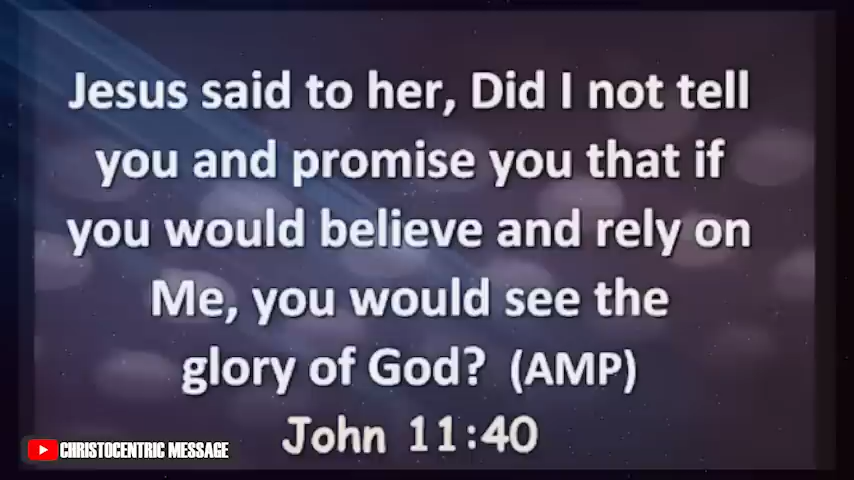 Jesus said to her, Did I not tell
you and promise you that if
you would believe and rely on
Me, you would see the
glory of God? (AMP)
John 11:40
CHRISTOCENTRIC MESSAGE